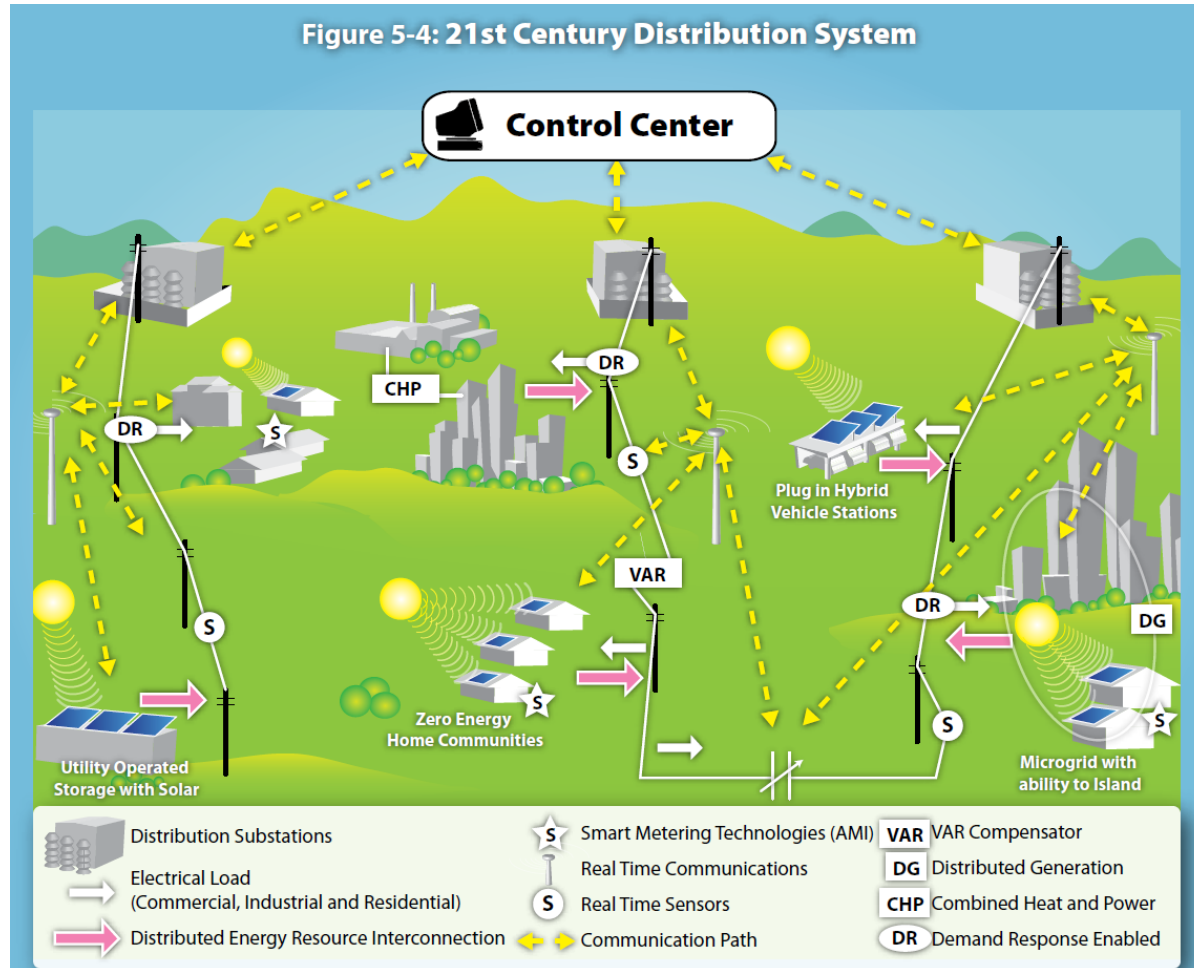 Figure 5-4: 21st Century Distribution System
Control Center
DR
CHP
DR
S
S
Plug in Hybrid
Vehicle Stations
VAR
DR
DG
S
S
Zero Energy
Home Communities
S
S
Utility Operated
Storage with Solar
Microgrid with
ability to Island
Distribution Substations
Electrical Load
(Commercial, Industrial and Residential)
Distributed Energy Resource Interconnection
S Smart Metering Technologies (AMI)
Real Time Communications
S Real Time Sensors
Communication Path
VAR VAR Compensator
DG Distributed Generation
CHP Combined Heat and Power
DR Demand Response Enabled